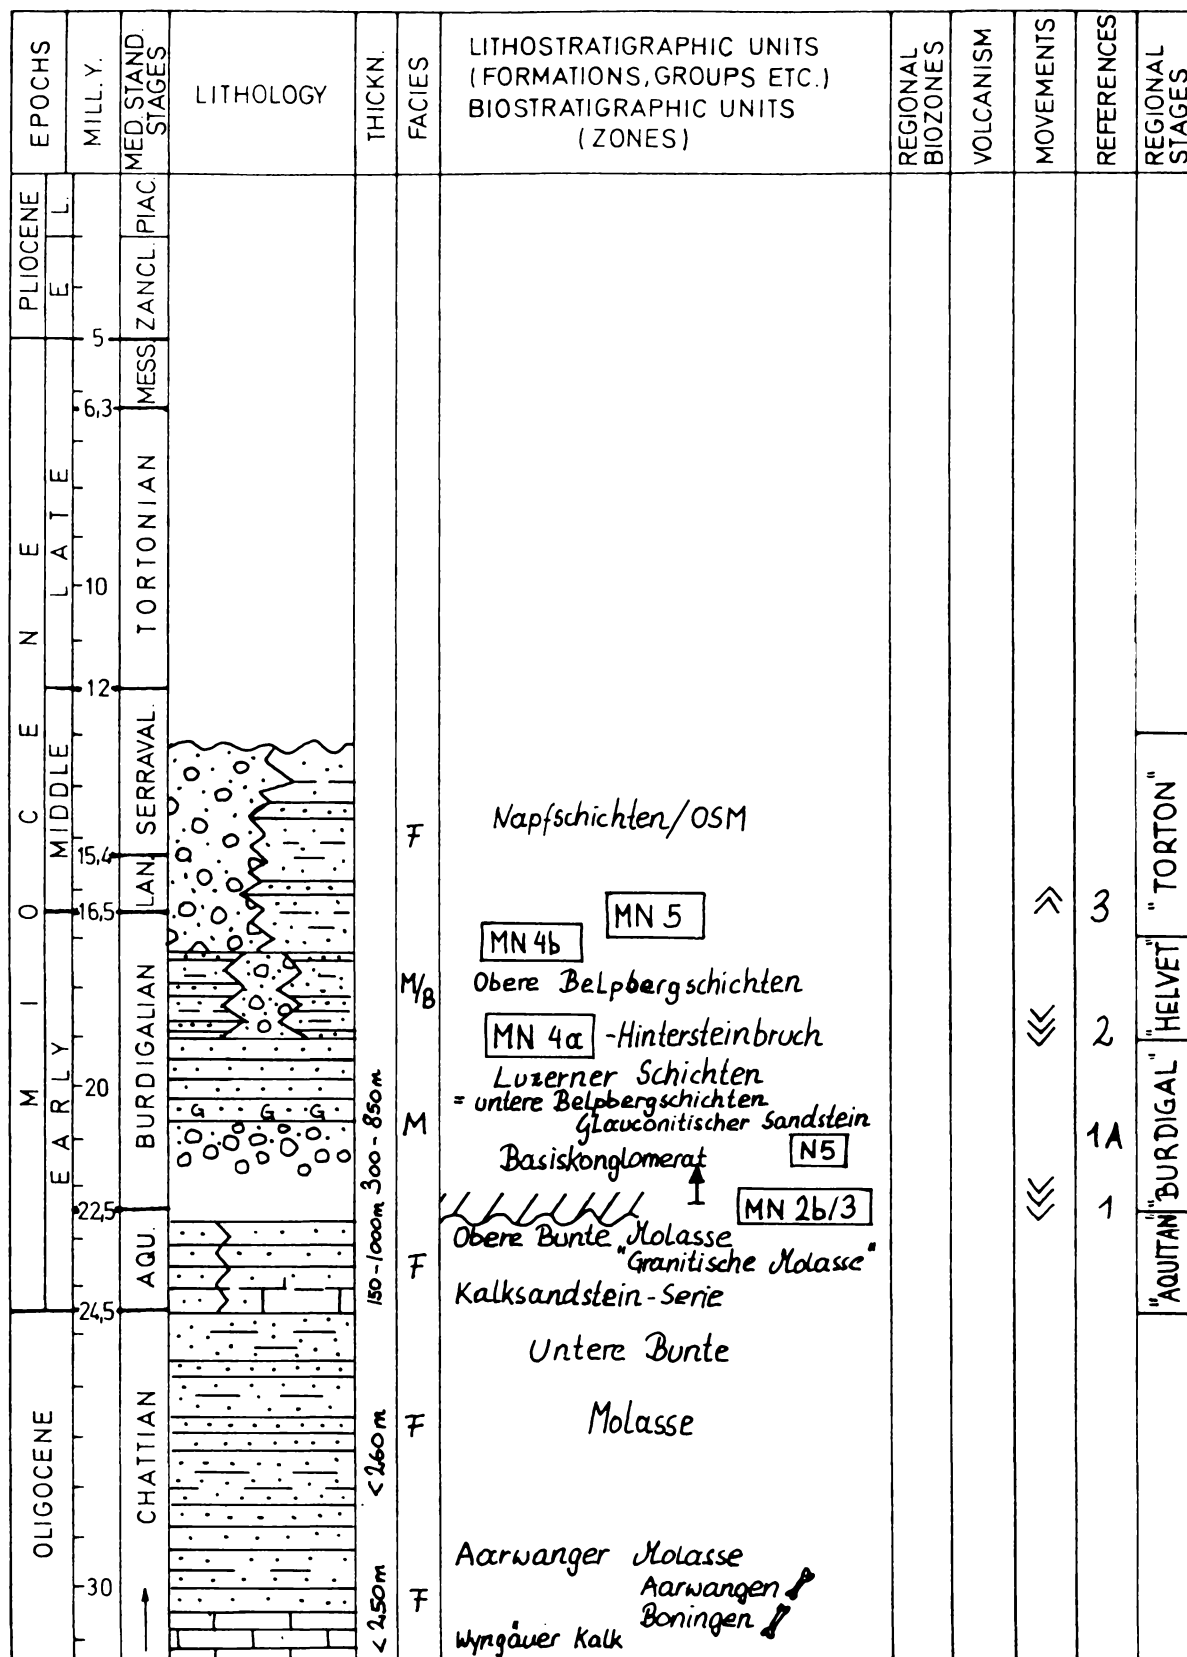 EPOCHS
MILL.Y.
MED.STAND.
STAGES
LITHOLOGY
THICKN.
FACIES
LITHOSTRATIGRAPHIC UNITS
(FORMATIONS, GROUPS ETC.)
BIOSTRATIGRAPHIC UNITS
(ZONES)
REGIONAL
BIOZONES
VOLCANISM
MOVEMENTS
REFERENCES
REGIONAL
STAGES
PLIOCENE
L.
E
PIAC.
ZANCL.
5
MESS.
6,3
MIOCENE
LATE
TORTONIAN
10
12
MIDDLE
SERRAVAL.
15,4
LAN.
16,5
EARLY
BURDIGALIAN
20
22,5
AQU.
24,5
OLIGOCENE
CHATTIAN
30
G G G
300-850m
150-1000m
<260m
<250m
F
M/B
M
F
F
F
Napfschichten/OSM
MN 5
MN 4b
Obere Belpbergschichten
MN 4a -Hintersteinbruch
Luzerner Schichten
= untere Belpbergschichten
Glauconitischer Sandstein
Basiskonglomerat N5
MN 2b/3
Obere Bunte Molasse
"Granitische Molasse"
Kalksandstein-Serie
Untere Bunte
Molasse
Aarwanger Molasse
Aarwangen
Boningen
Wyngäuer Kalk
3
2
1A
1
"TORTON"
"HELVET"
"BURDIGAL"
"AQUITAN"